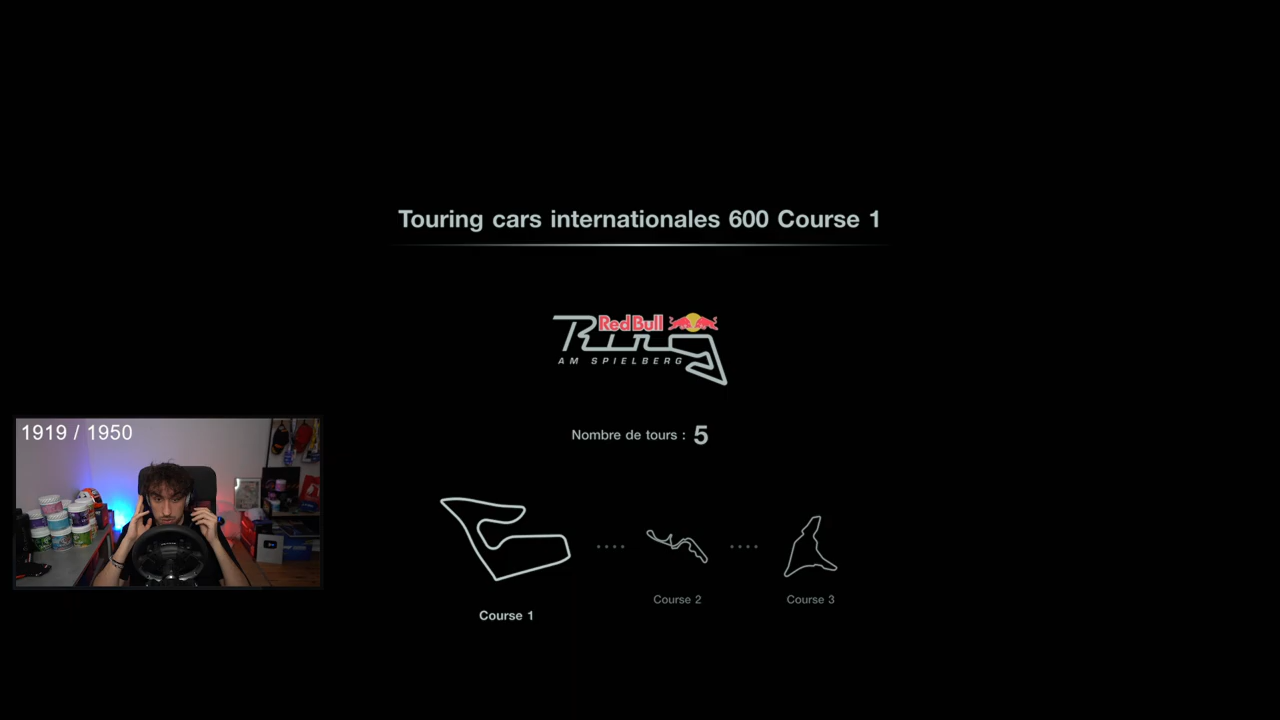 Touring cars internationales 600 Course 1
Red Bull
Ring
AM SPIELBERG
Nombre de tours : 5
1919 / 1950
Course 1
Course 2
Course 3